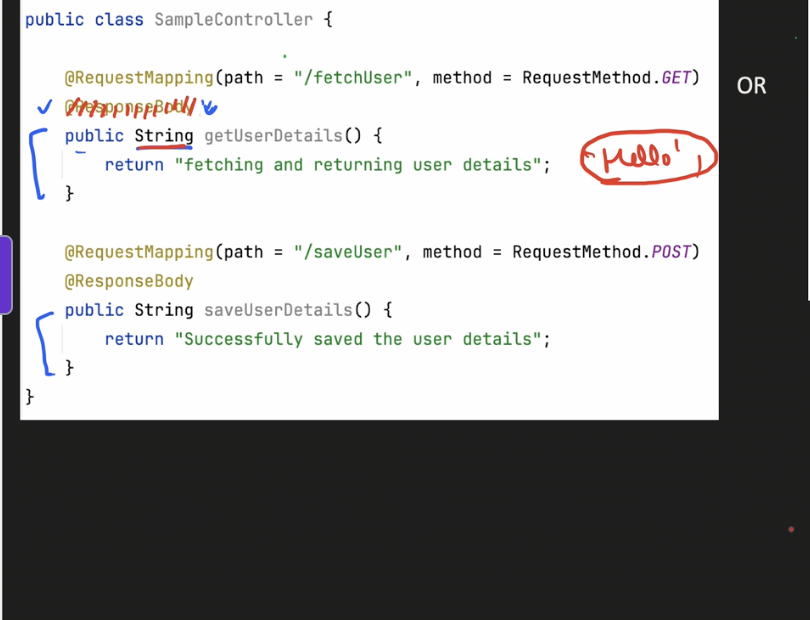 public class SampleController {
@RequestMapping(path = "/fetchUser", method = RequestMethod.GET)
OR
@ResponseBody
public String getUserDetails() {
return "fetching and returning user details";
"Hello",
}
@RequestMapping(path = "/saveUser", method = RequestMethod.POST)
@ResponseBody
public String saveUserDetails() {
return "Successfully saved the user details";
}
}